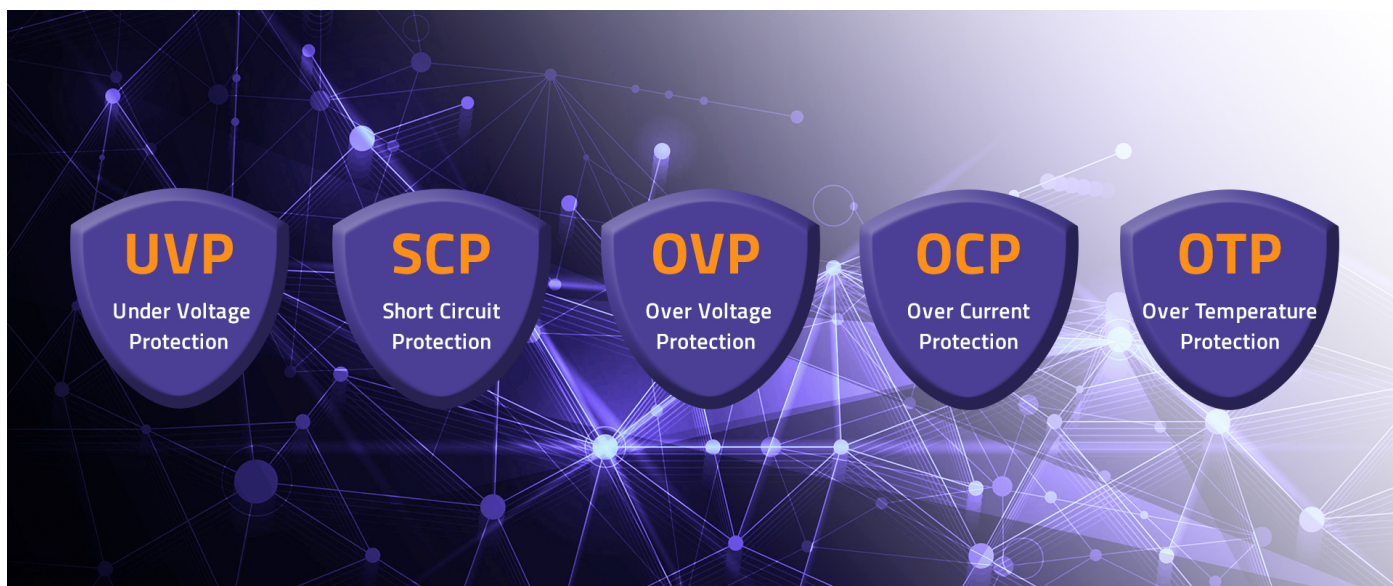 UVP
Under Voltage
Protection
SCP
Short Circuit
Protection
OVP
Over Voltage
Protection
OCP
Over Current
Protection
OTP
Over Temperature
Protection